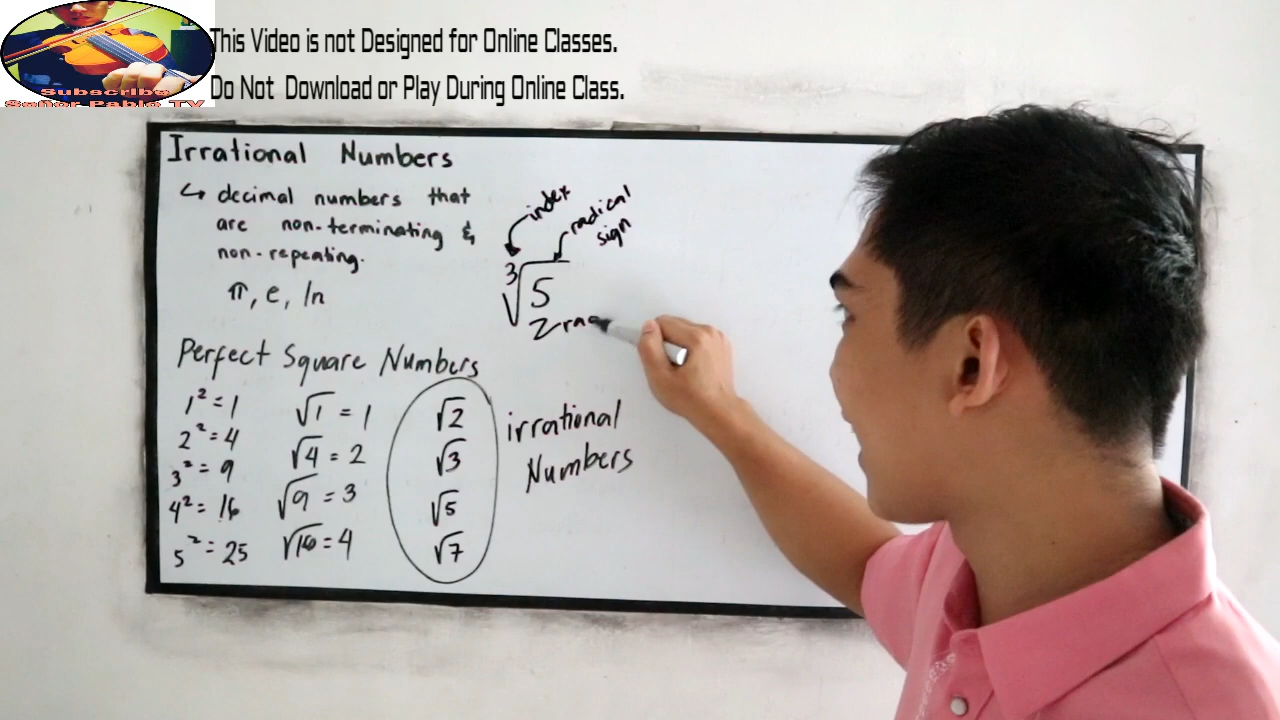 This Video is not Designed for Online Classes.
Do Not Download or Play During Online Class.
Subscribe
Señor Pablo TV
Irrational Numbers
↳ decimal numbers that
are non-terminating &
non-repeating.
π, e, ln
index
radical
sign
∛5
Perfect Square Numbers
1² = 1
2² = 4
3² = 9
4² = 16
5² = 25
√1 = 1
√4 = 2
√9 = 3
√16 = 4
√2
√3
√5
√7
irrational
Numbers